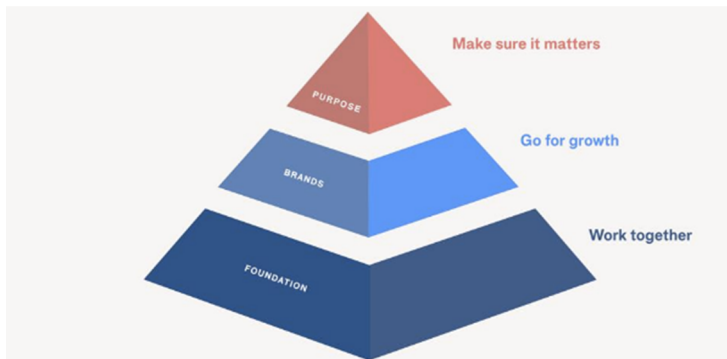 Make sure it matters
PURPOSE
Go for growth
BRANDS
Work together
FOUNDATION